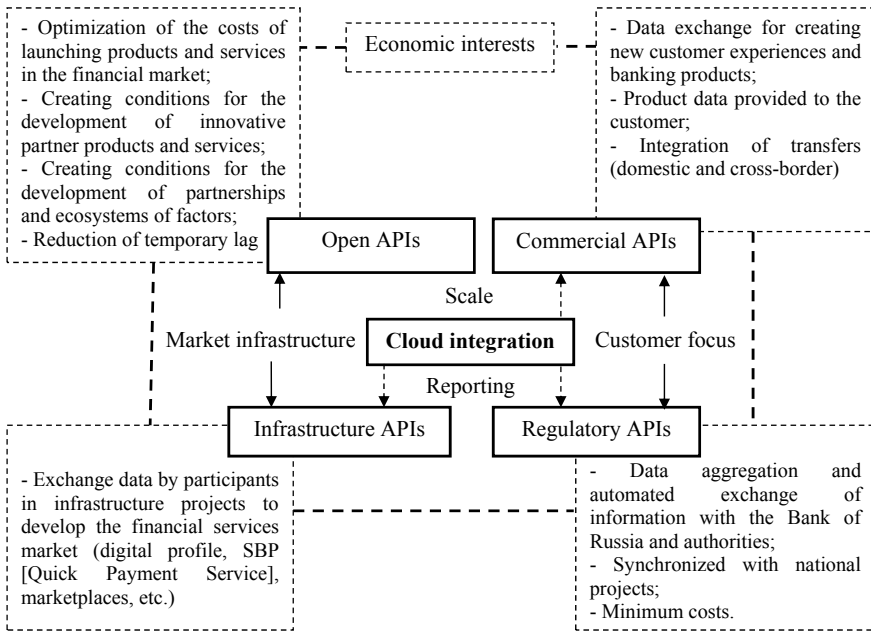 - Optimization of the costs of
launching products and services
in the financial market;
- Creating conditions for the
development of innovative
partner products and services;
- Creating conditions for the
development of partnerships
and ecosystems of factors;
- Reduction of temporary lag
Economic interests
- Data exchange for creating
new customer experiences and
banking products;
- Product data provided to the
customer;
- Integration of transfers
(domestic and cross-border)
Open APIs
Commercial APIs
Scale
Market infrastructure
Cloud integration
Customer focus
Reporting
Infrastructure APIs
Regulatory APIs
- Exchange data by participants
in infrastructure projects to
develop the financial services
market (digital profile, SBP
[Quick Payment Service],
marketplaces, etc.)
- Data aggregation and
automated exchange of
information with the Bank of
Russia and authorities;
- Synchronized with national
projects;
- Minimum costs.